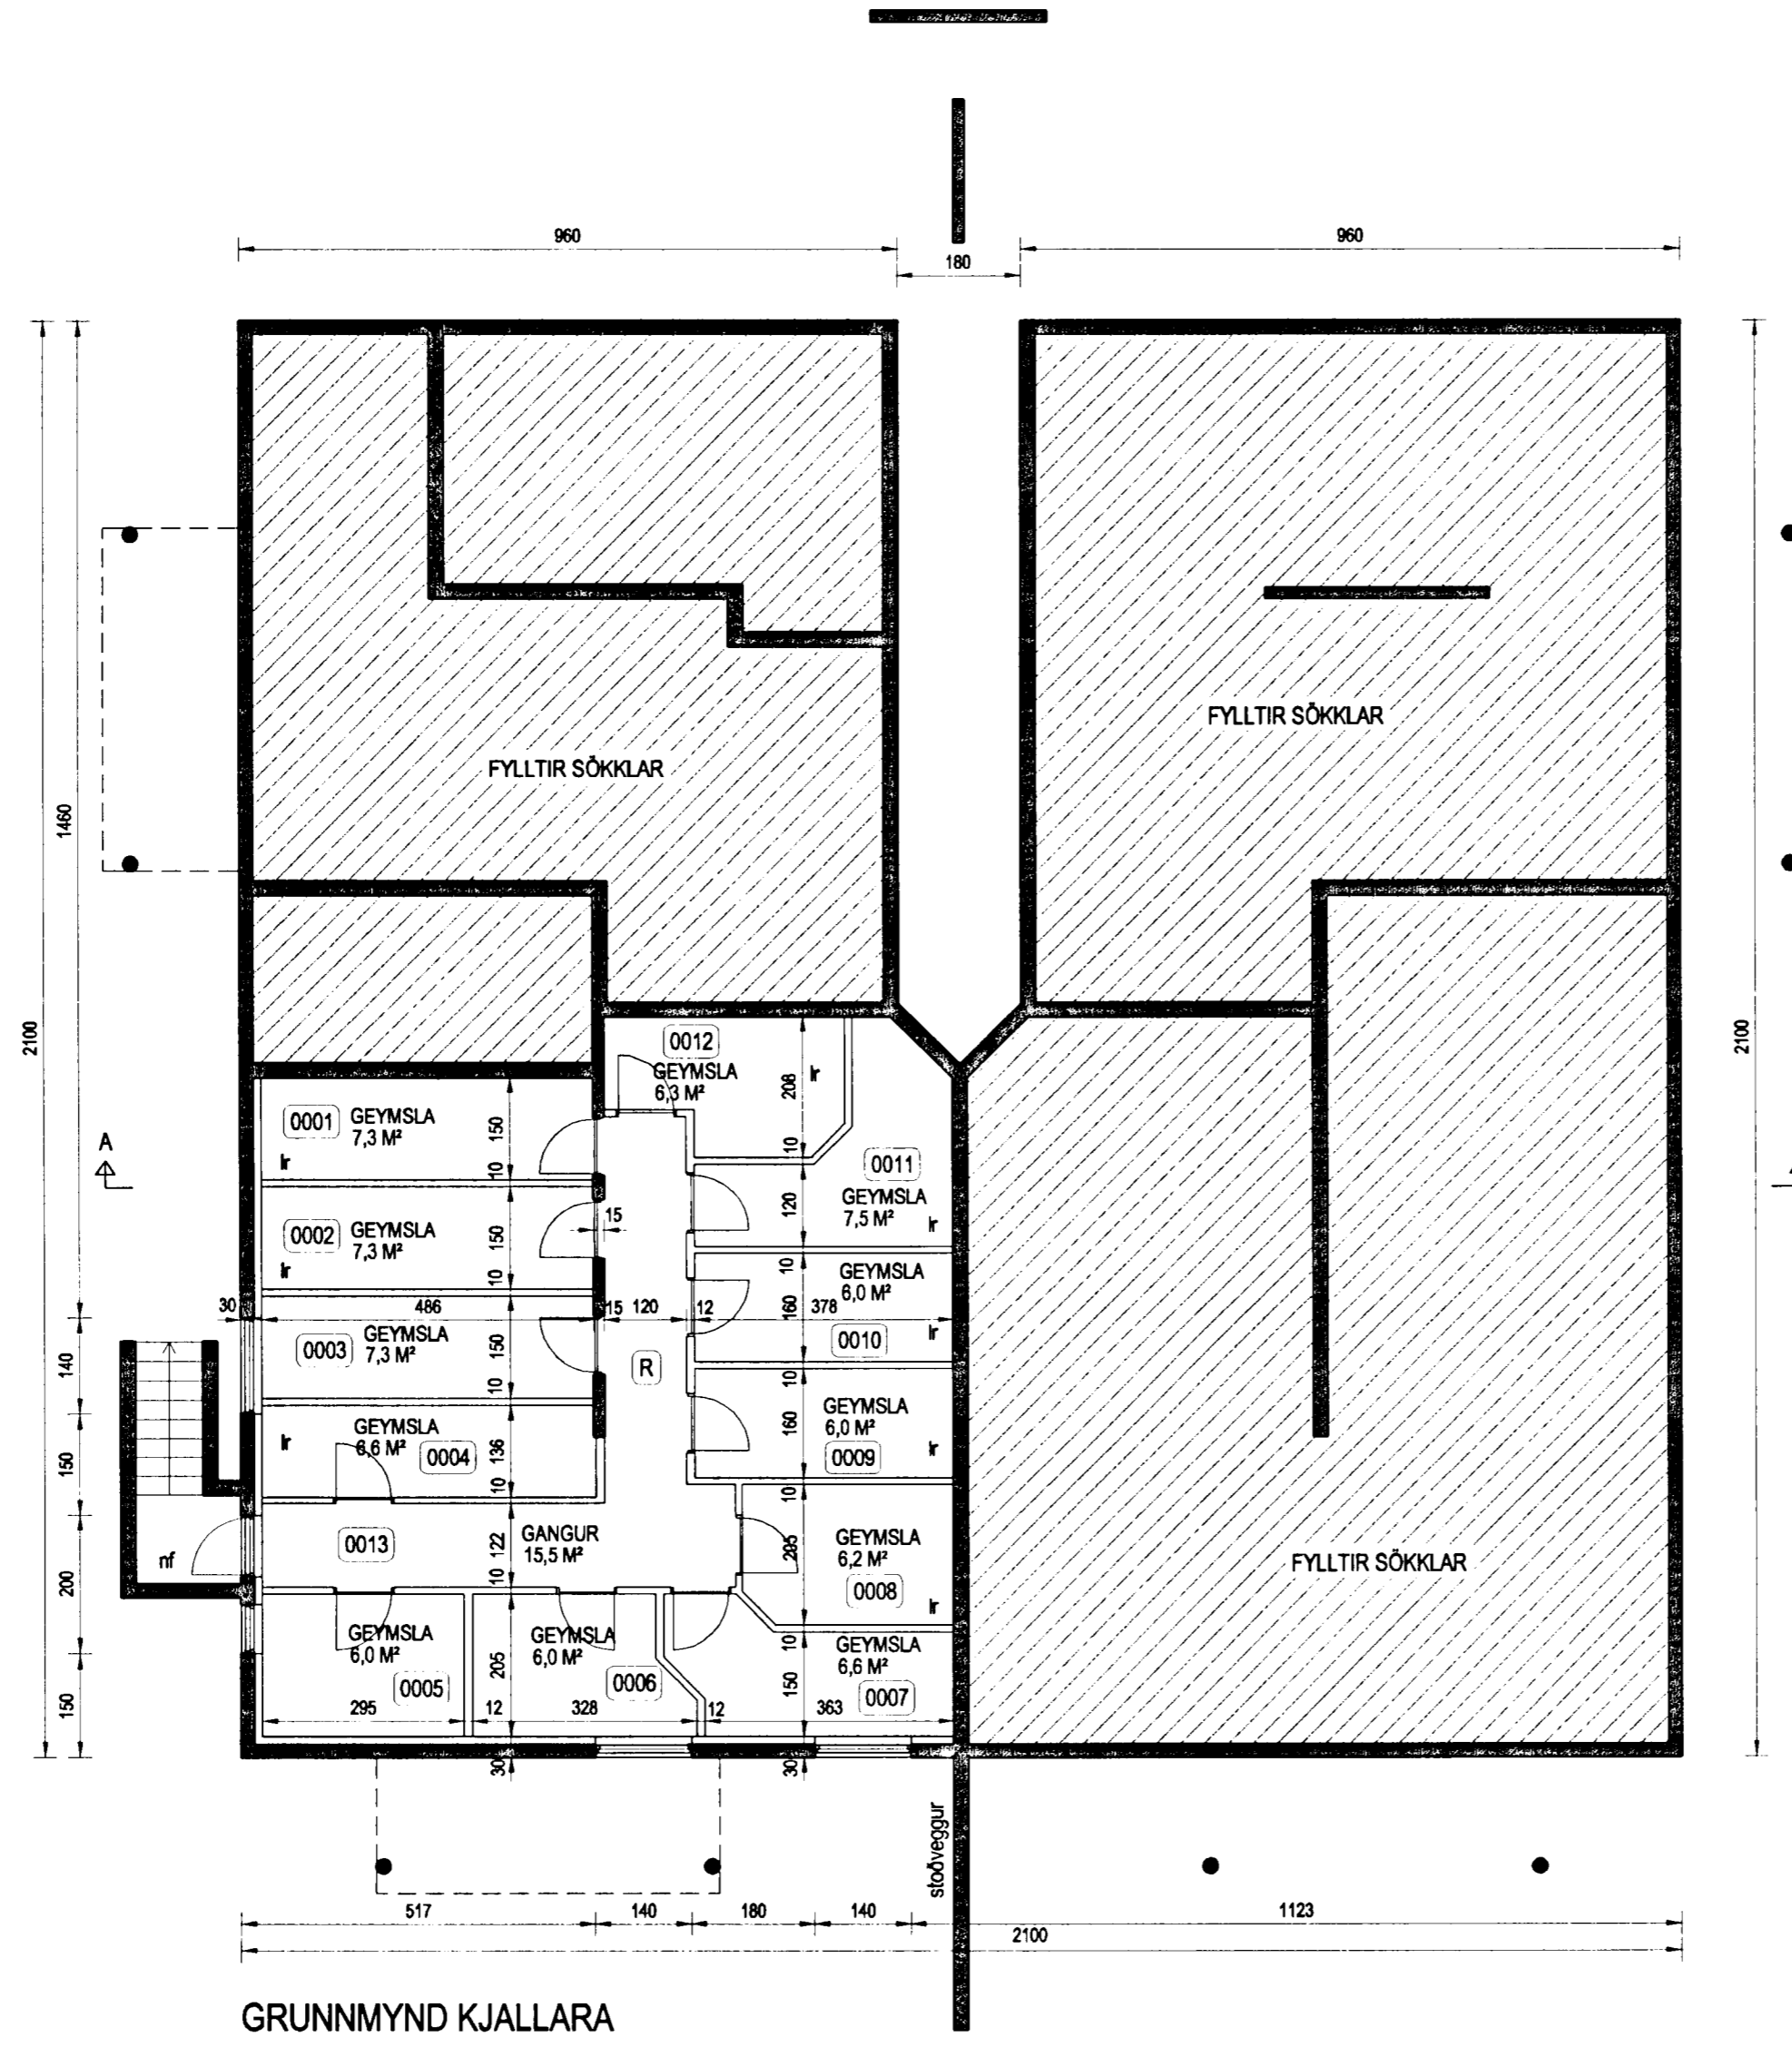 960
180
960
2100
1460
2100
FYLLTIR SÖKKLAR
FYLLTIR SÖKKLAR
0012
GEYMSLA
6,3 M²
208
lr
10
0001
GEYMSLA
7,3 M²
150
lr
10
A
0011
GEYMSLA
7,5 M²
120
lr
0002
GEYMSLA
7,3 M²
150
15
lr
10
10
GEYMSLA
6,0 M²
160
30
486
15
120
12
378
0010
lr
0003
GEYMSLA
7,3 M²
150
R
10
10
140
GEYMSLA
6,0 M²
160
0009
lr
GEYMSLA
6,6 M²
lr
0004
136
10
10
150
0013
GANGUR
15,5 M²
122
10
nf
GEYMSLA
6,2 M²
295
0008
lr
FYLLTIR SÖKKLAR
200
GEYMSLA
6,0 M²
0005
295
205
GEYMSLA
6,0 M²
0006
12
328
12
10
GEYMSLA
6,6 M²
150
0007
363
150
30
30
stoðveggur
517
140
180
140
1123
2100
GRUNNMYND KJALLARA